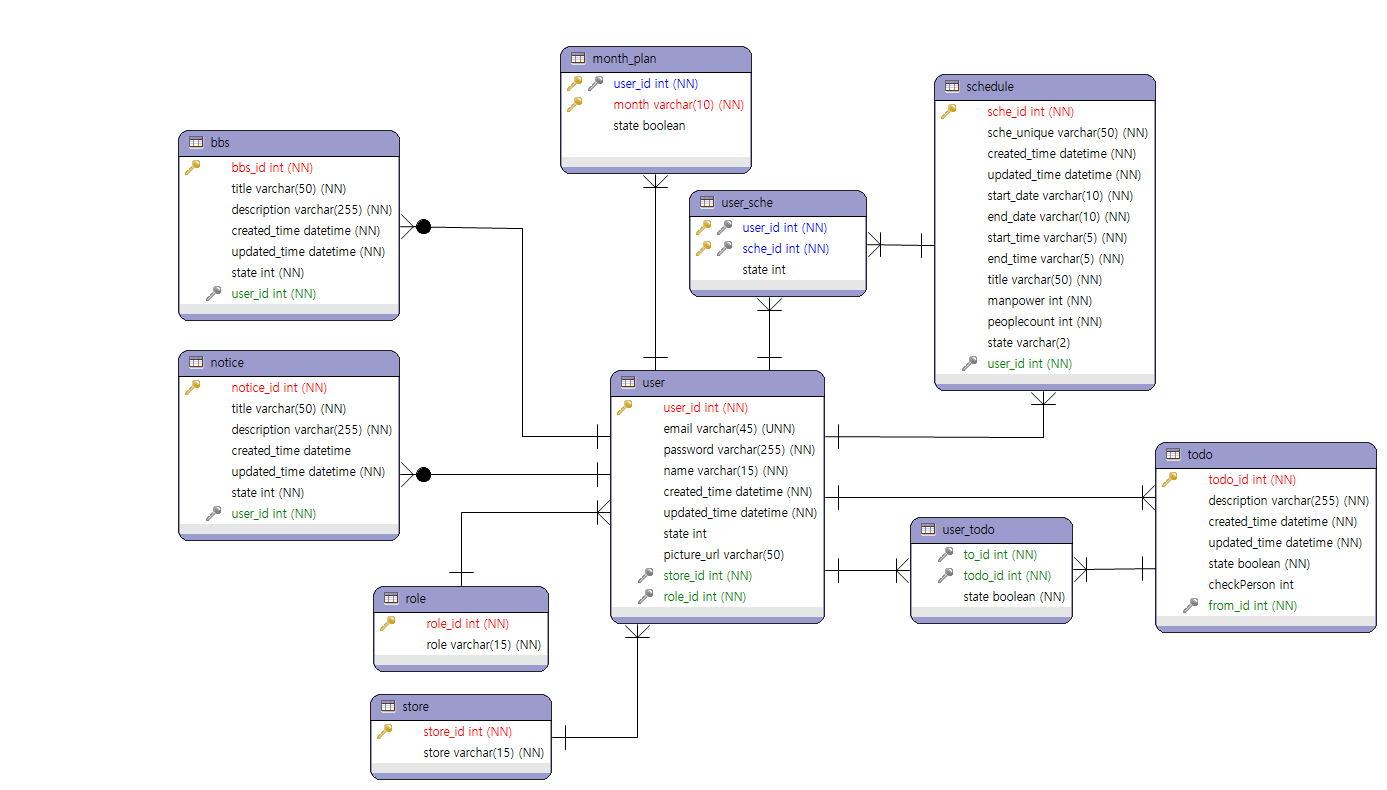 month_plan
user_id int (NN)
month varchar(10) (NN)
state boolean
schedule
sche_id int (NN)
sche_unique varchar(50) (NN)
created_time datetime (NN)
updated_time datetime (NN)
start_date varchar(10) (NN)
end_date varchar(10) (NN)
start_time varchar(5) (NN)
end_time varchar(5) (NN)
title varchar(50) (NN)
manpower int (NN)
peoplecount int (NN)
state varchar(2)
user_id int (NN)
bbs
bbs_id int (NN)
title varchar(50) (NN)
description varchar(255) (NN)
created_time datetime (NN)
updated_time datetime (NN)
state int (NN)
user_id int (NN)
user_sche
user_id int (NN)
sche_id int (NN)
state int
notice
notice_id int (NN)
title varchar(50) (NN)
description varchar(255) (NN)
created_time datetime
updated_time datetime (NN)
state int (NN)
user_id int (NN)
user
user_id int (NN)
email varchar(45) (UNN)
password varchar(255) (NN)
name varchar(15) (NN)
created_time datetime (NN)
updated_time datetime (NN)
state int
picture_url varchar(50)
store_id int (NN)
role_id int (NN)
todo
todo_id int (NN)
description varchar(255) (NN)
created_time datetime (NN)
updated_time datetime (NN)
state boolean (NN)
checkPerson int
from_id int (NN)
user_todo
to_id int (NN)
todo_id int (NN)
state boolean (NN)
role
role_id int (NN)
role varchar(15) (NN)
store
store_id int (NN)
store varchar(15) (NN)